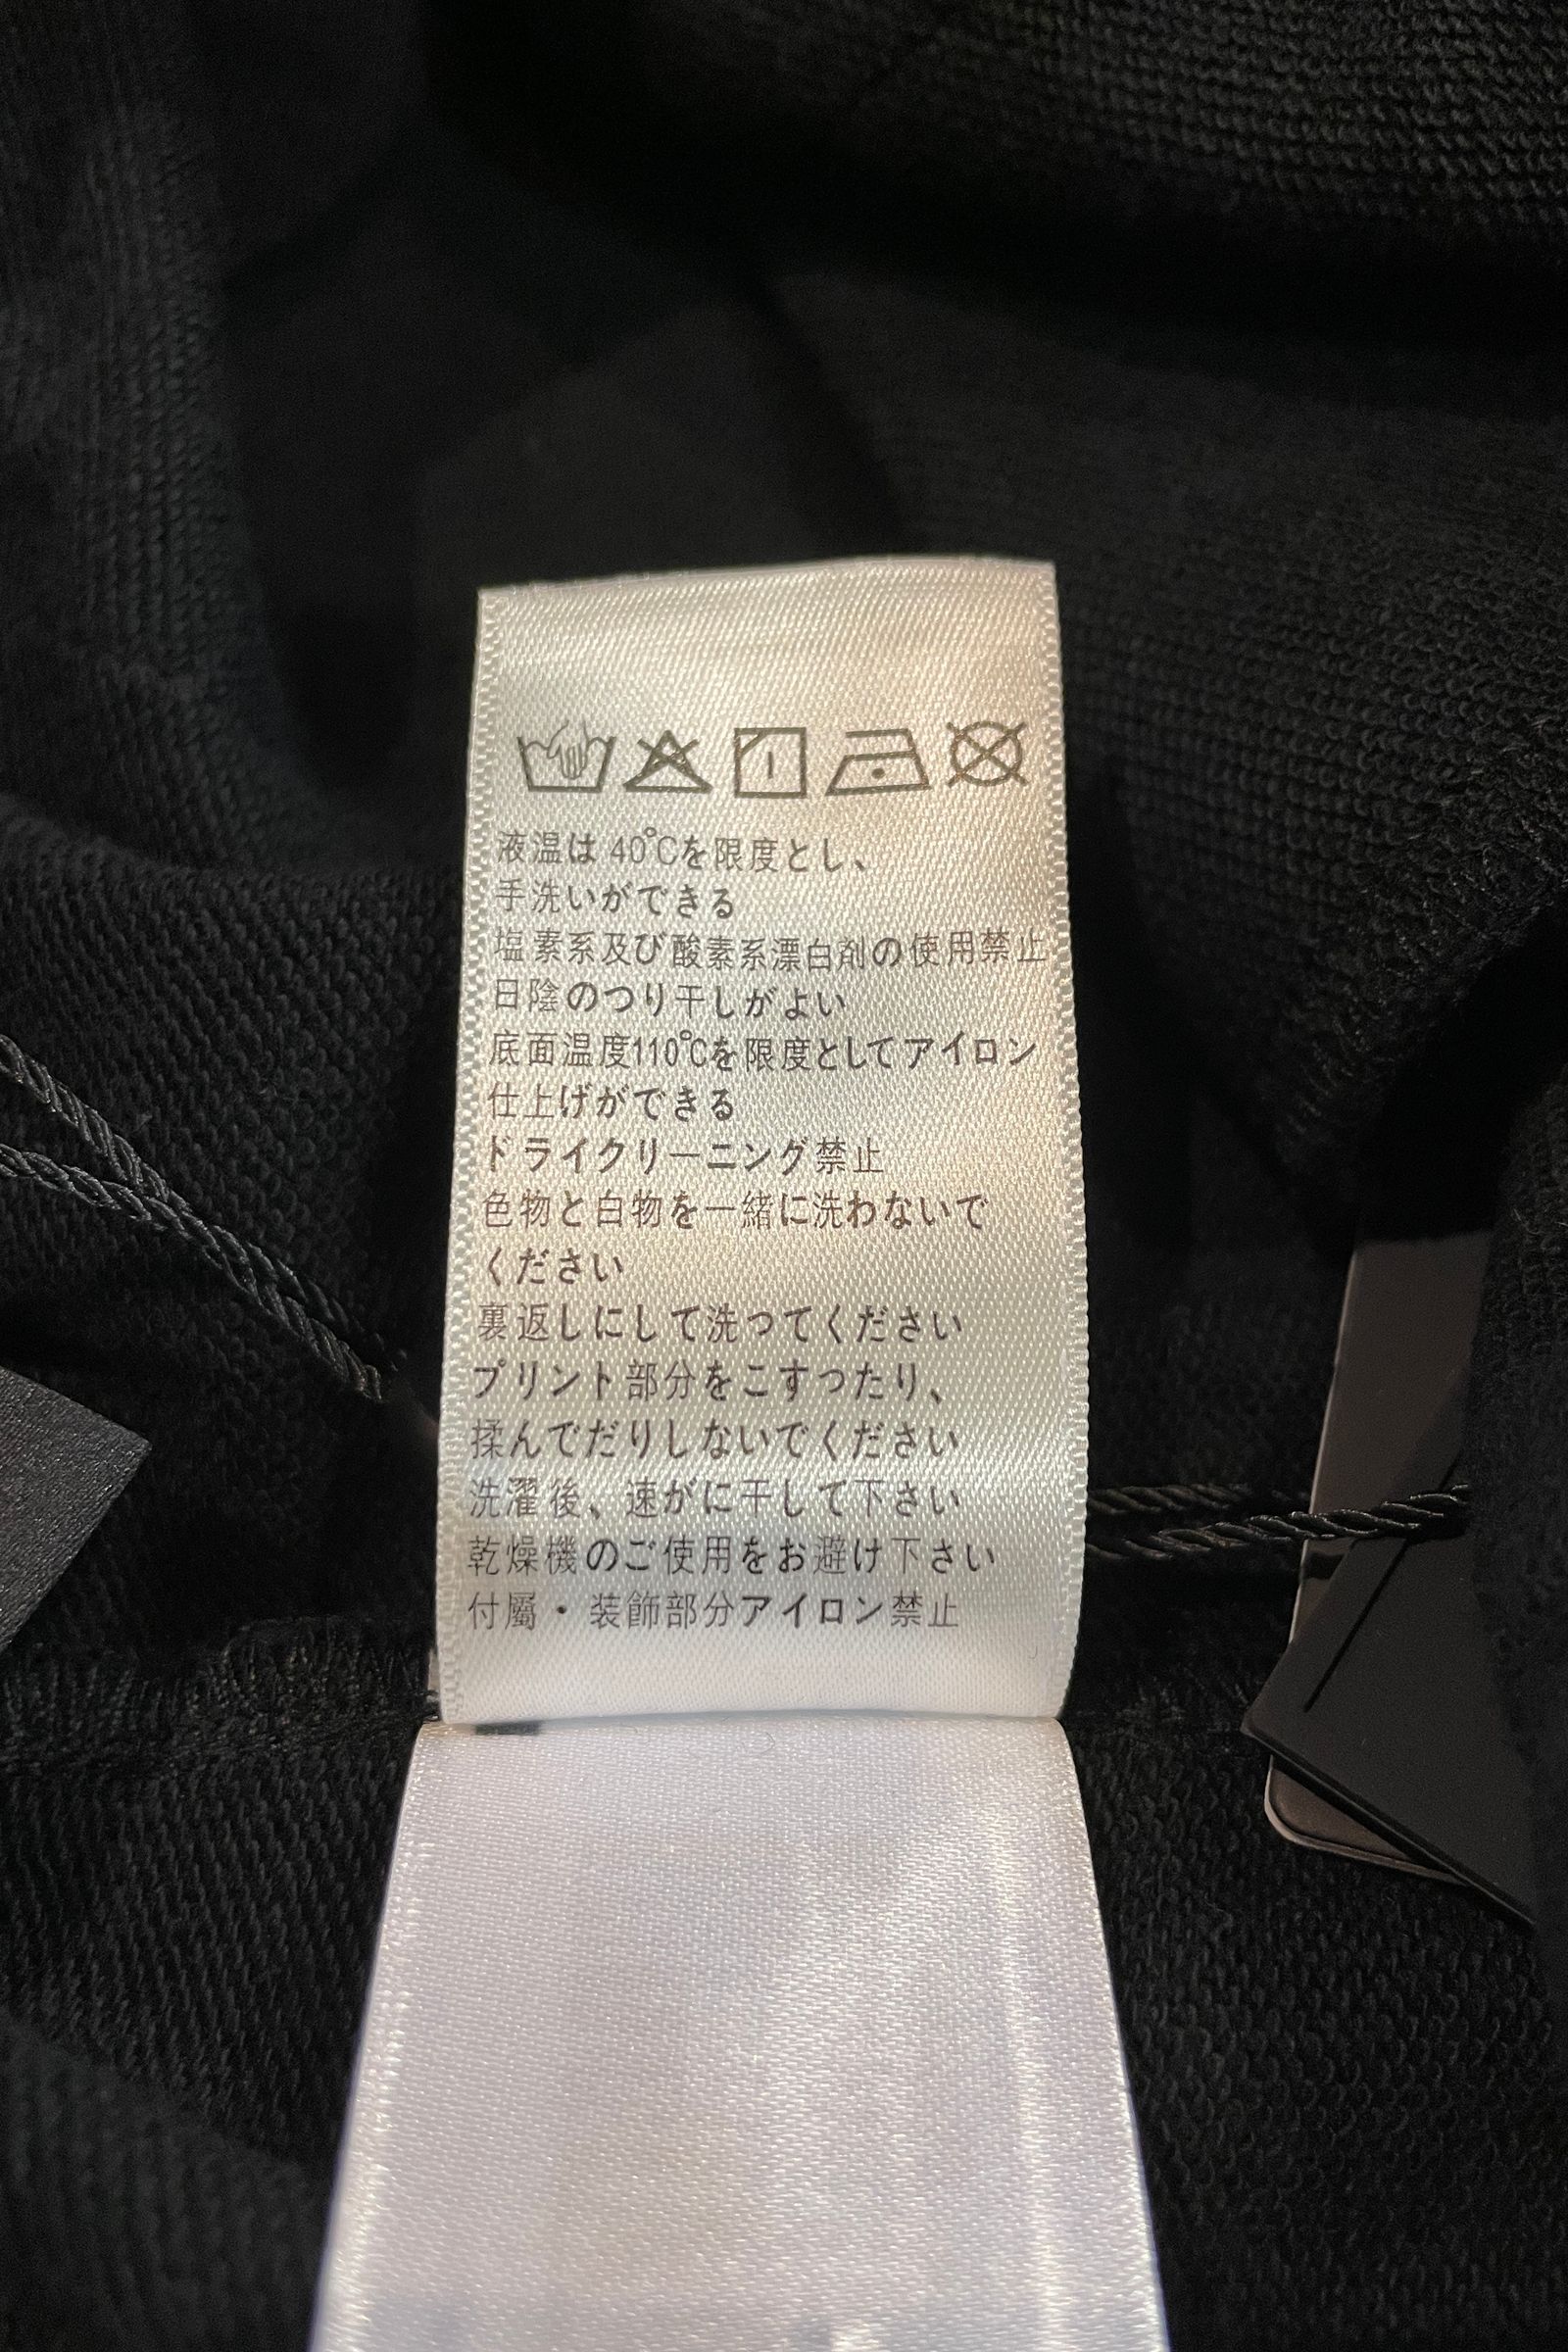 液温は40℃を限度とし、
手洗いができる
塩素系及び酸素系漂白剤の使用禁止
日陰のつり干しがよい
底面温度110℃を限度としてアイロン
仕上げができる
ドライクリーニング禁止
色物と白物を一緒に洗わないで
ください
裏返しにして洗ってください
プリント部分をこすったり、
揉んでだりしないでください
洗濯後、速がに干して下さい
乾燥機のご使用をお避け下さい
付屬・装飾部分アイロン禁止